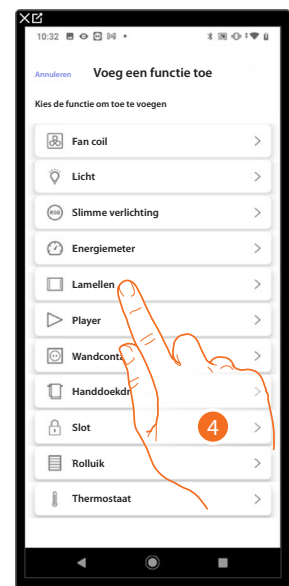 10:32
Annuleren Voeg een functie toe
Kies de functie om toe te voegen
Fan coil
Licht
RGB Slimme verlichting
Energiemeter
Lamellen
Player
Slot
4
Rolluik
Thermostaat